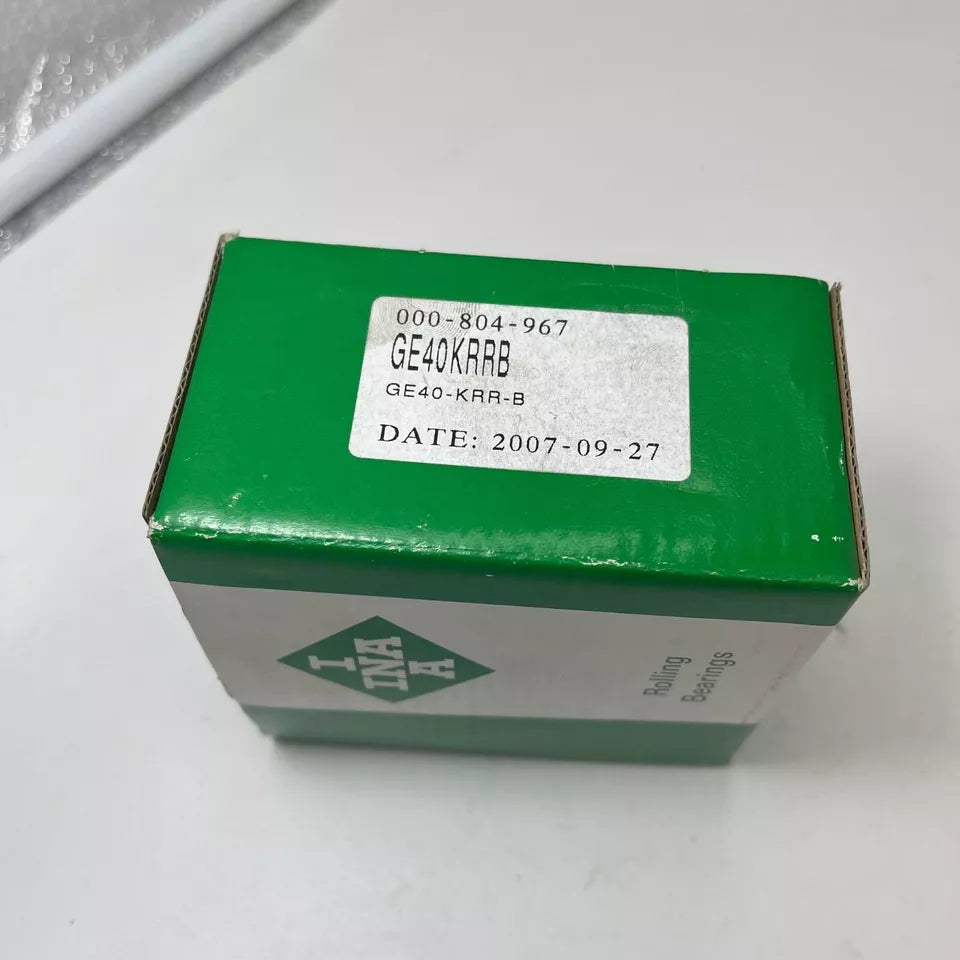 000-804-967
GE40KRRB
GE40-KRR-B
DATE: 2007-09-27
I
INA
A
Rolling
Bearings